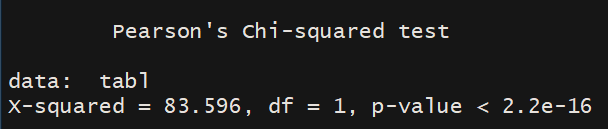 Pearson's Chi-squared test
data:  tabl
X-squared = 83.596, df = 1, p-value < 2.2e-16